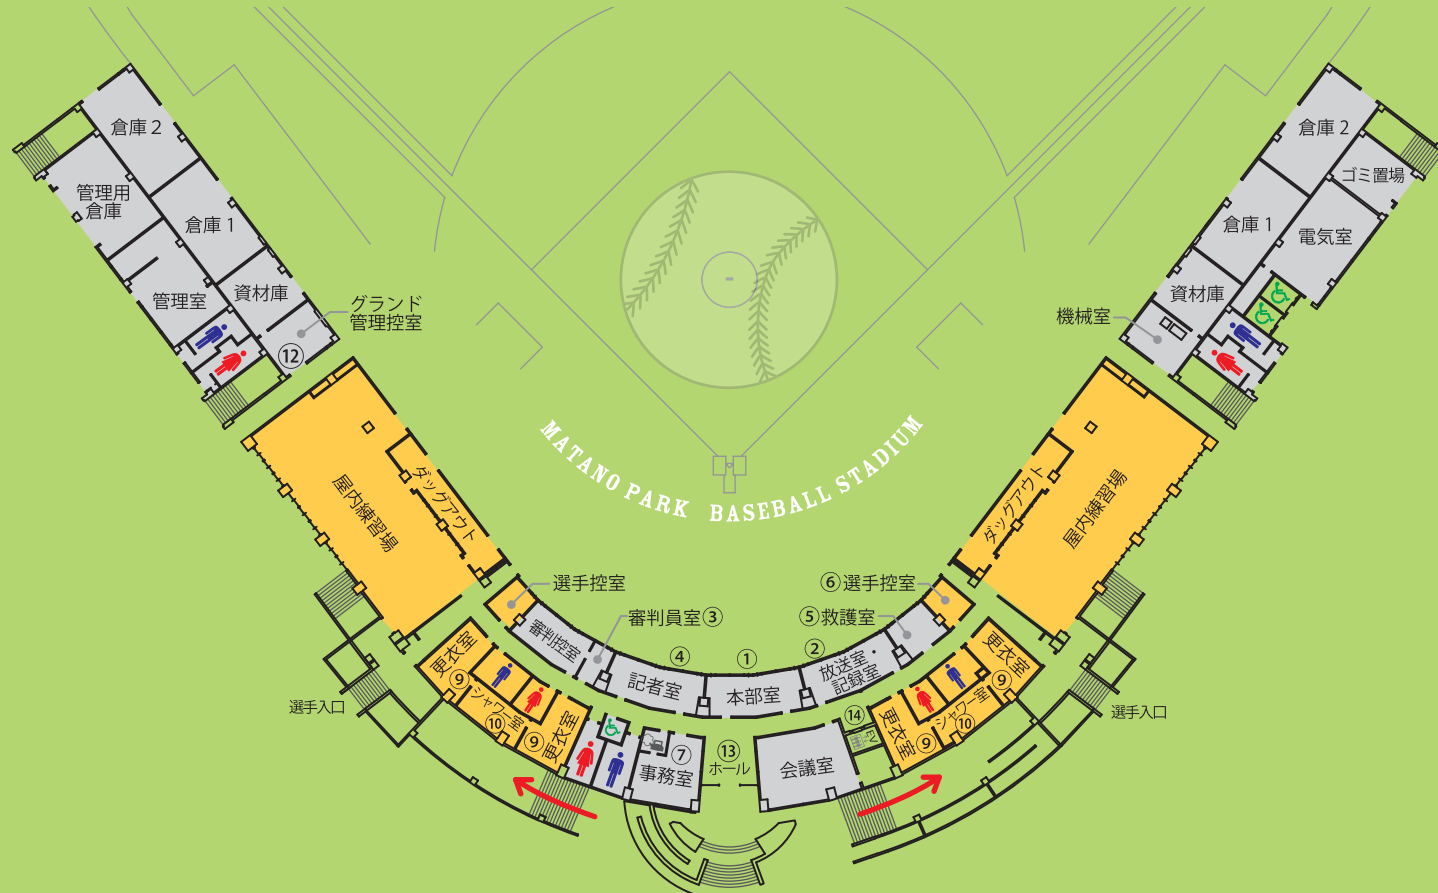 倉庫 2
管理用
倉庫
倉庫 1
管理室
資材庫
グランド
管理控室
⑫
倉庫 2
ゴミ置場
倉庫 1
電気室
資材庫
機械室
MATANO PARK BASEBALL STADIUM
屋内練習場
ダッグアウト
ダッグアウト
屋内練習場
選手控室
審判員室③
審判控室
④
記者室
①
本部室
②
放送室・
記録室
⑤救護室
⑥選手控室
更衣室
⑨
シャワー室
⑩
⑨
更衣室
選手入口
⑦
事務室
⑬
ホール
会議室
⑭
EV
更衣室
⑨
シャワー室
⑩
⑨
更衣室
選手入口